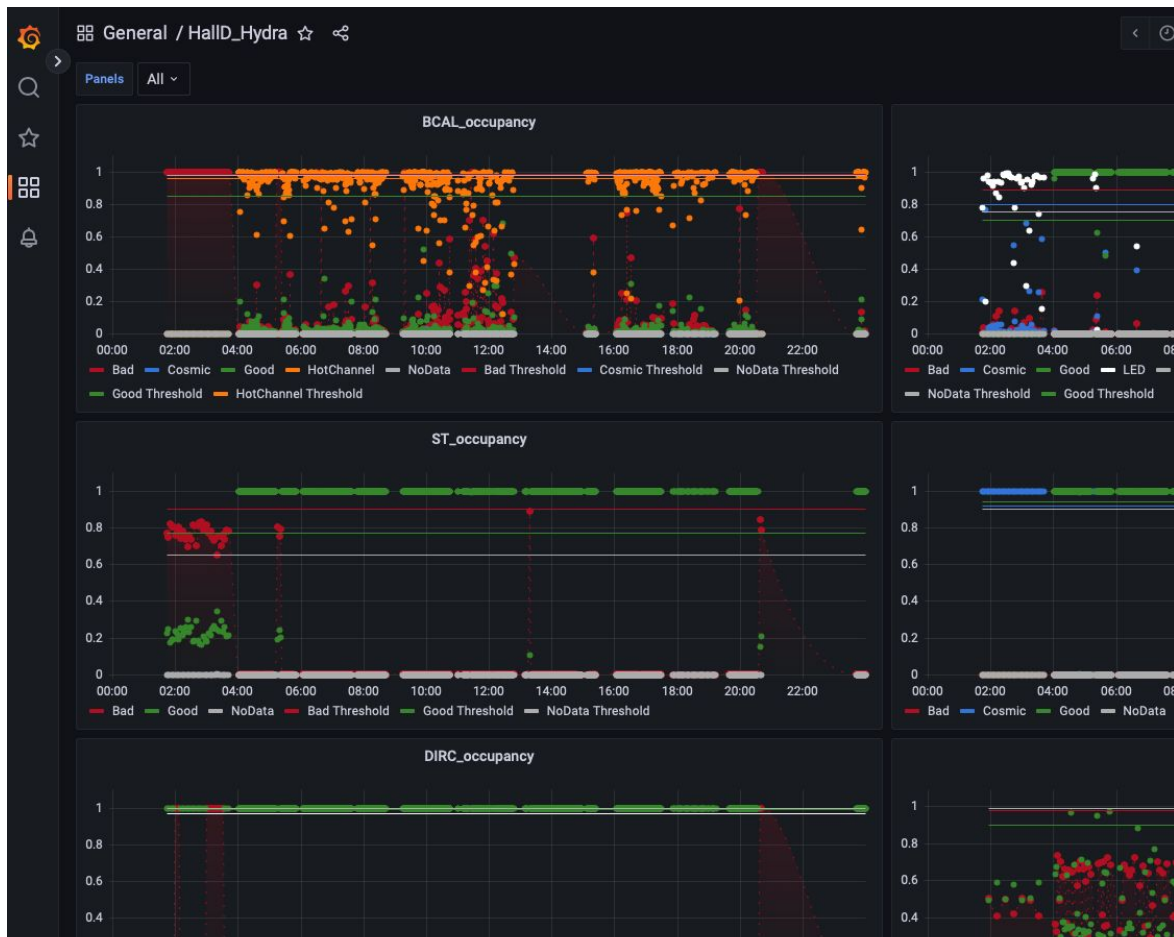 General / HallD_Hydra
Panels All
BCAL_occupancy
1
0.8
0.6
0.4
0.2
0
00:00 02:00 04:00 06:00 08:00 10:00 12:00 14:00 16:00 18:00 20:00 22:00
Bad Cosmic Good HotChannel NoData Bad Threshold Cosmic Threshold NoData Threshold
Good Threshold HotChannel Threshold
1
0.8
0.6
0.4
0.2
0
00:00 02:00 04:00 06:00 08
Bad Cosmic Good LED
NoData Threshold Good Threshold
ST_occupancy
1
0.8
0.6
0.4
0.2
0
00:00 02:00 04:00 06:00 08:00 10:00 12:00 14:00 16:00 18:00 20:00 22:00
Bad Good NoData Bad Threshold Good Threshold NoData Threshold
1
0.8
0.6
0.4
0.2
0
00:00 02:00 04:00 06:00 08
Bad Cosmic Good NoData
DIRC_occupancy
1
0.8
0.6
0.4
1
0.8
0.6
0.4